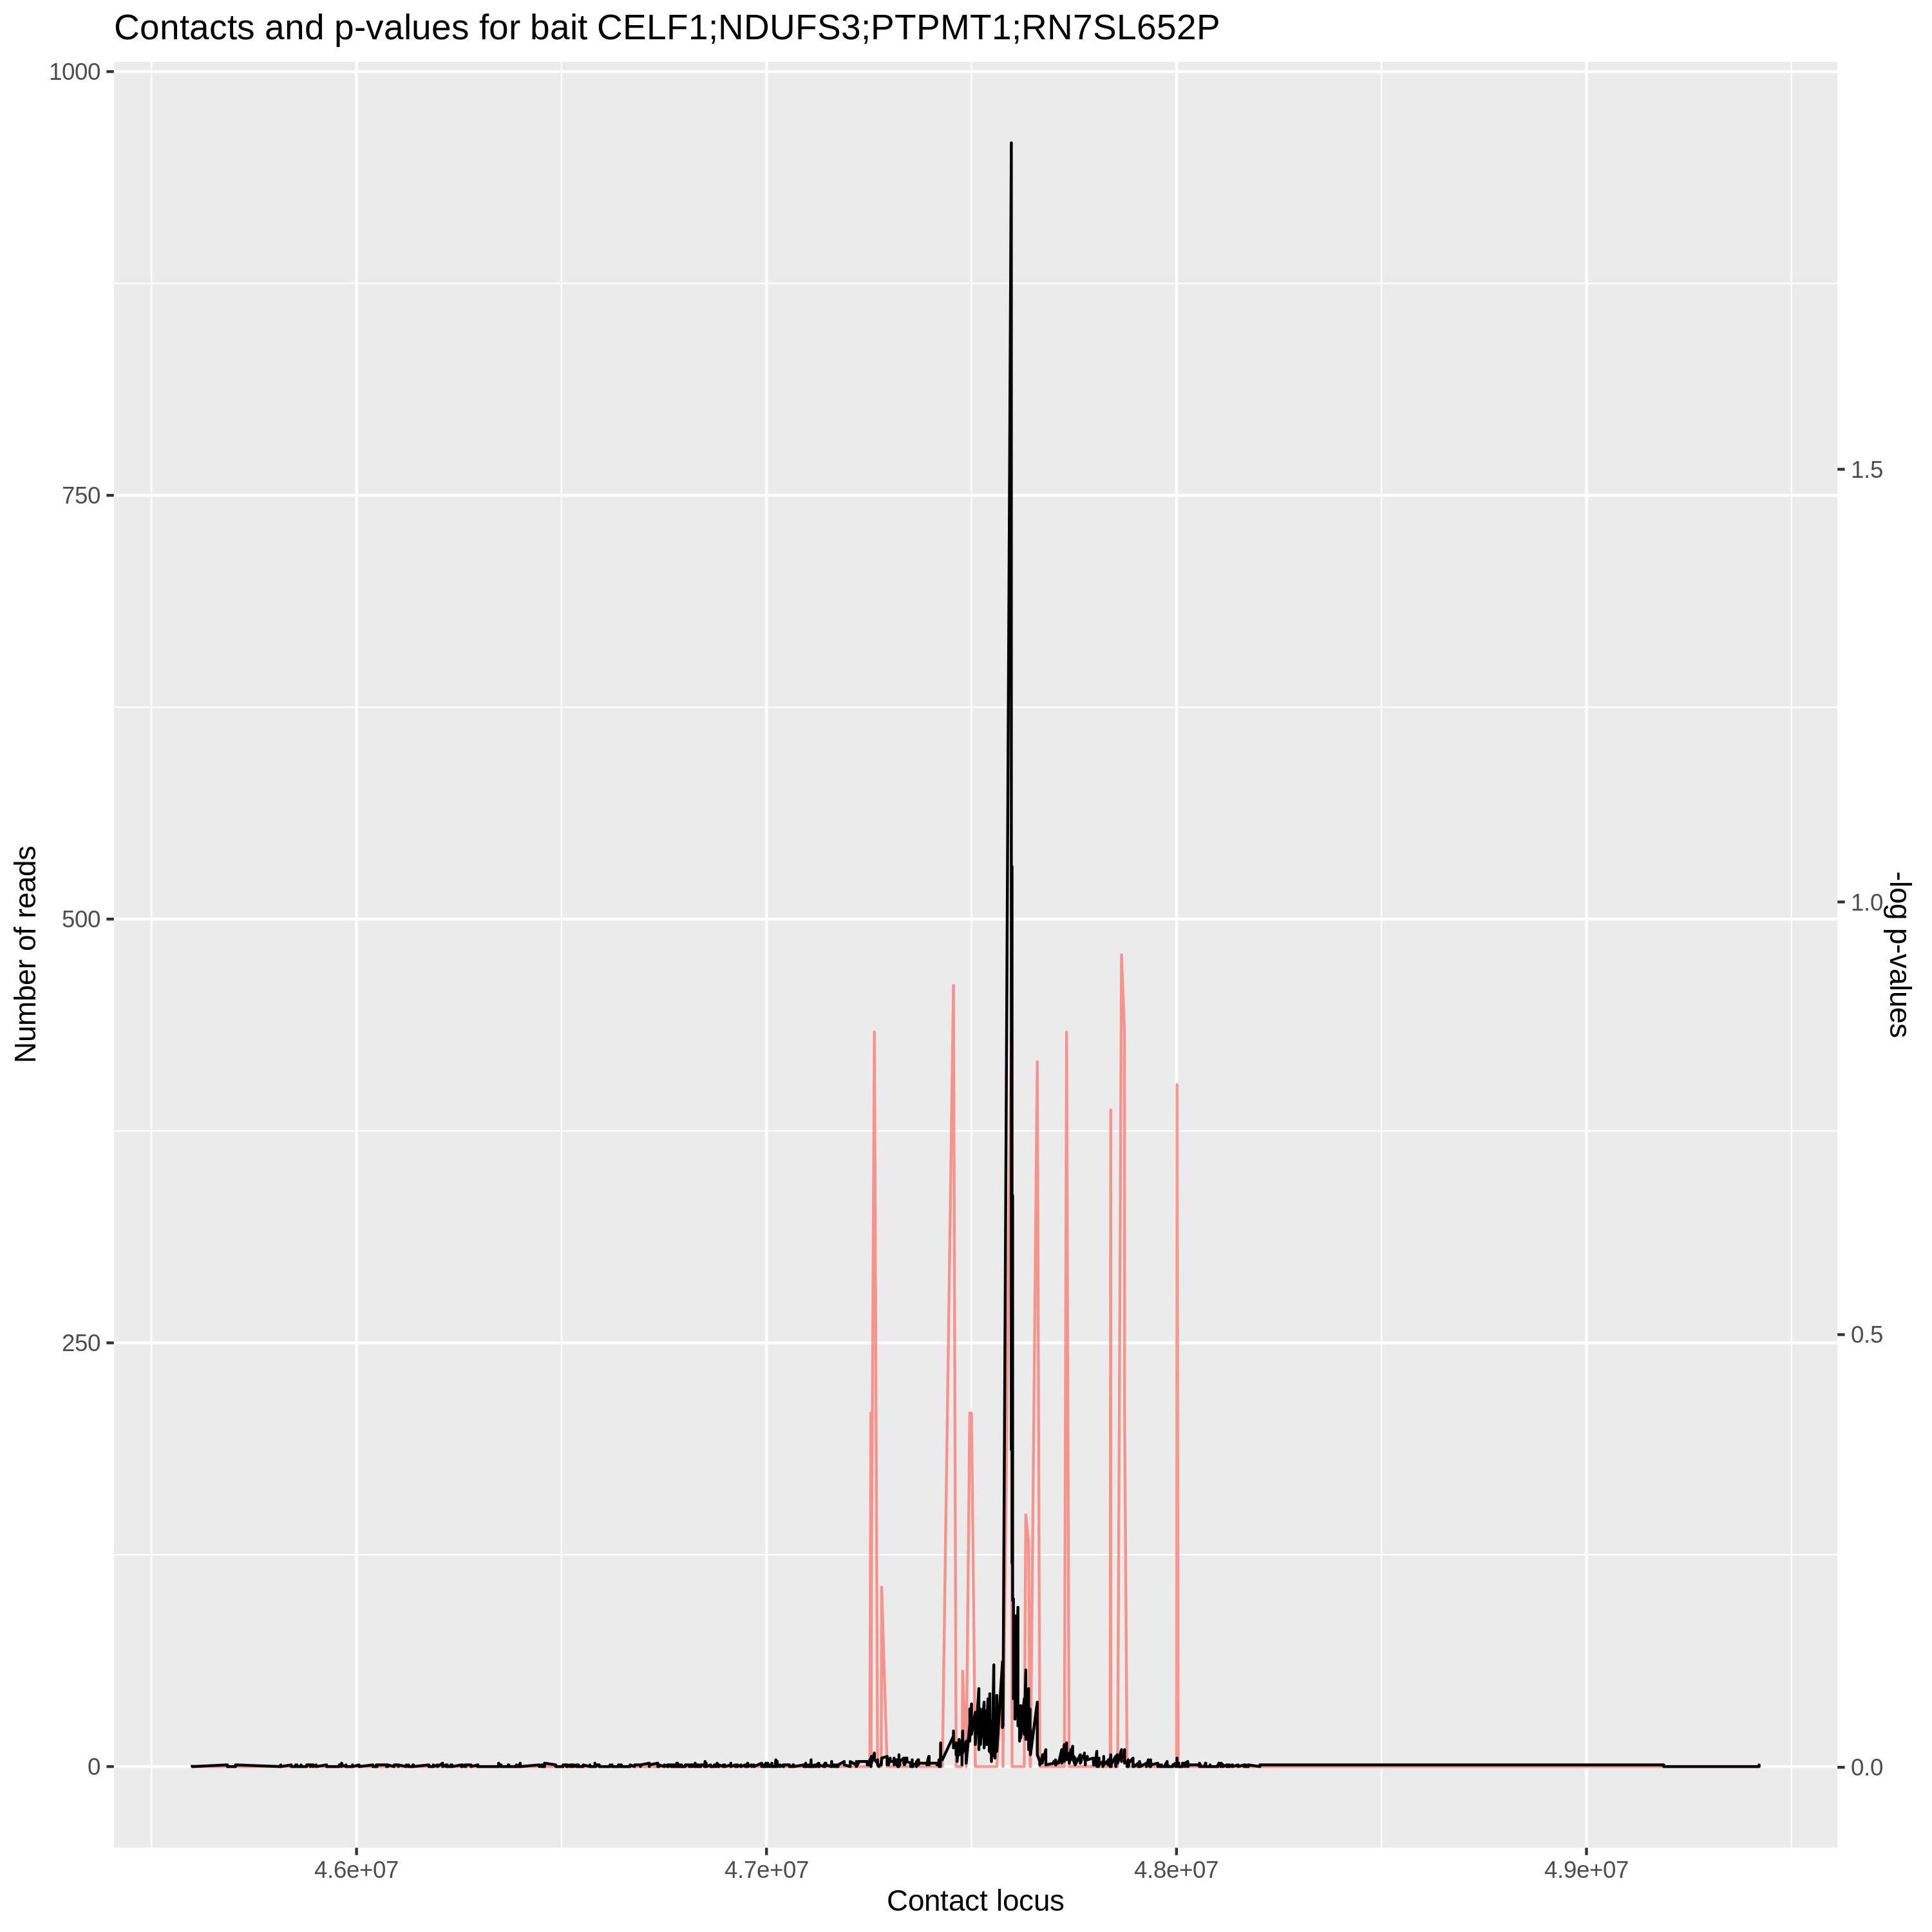 Contacts and p-values for bait CELF1;NDUFS3;PTPMT1;RN7SL652P
1000
750
500
250
0
Number of reads
1.5
1.0
0.5
0.0
-log p-values
4.6e+07
4.7e+07
4.8e+07
4.9e+07
Contact locus